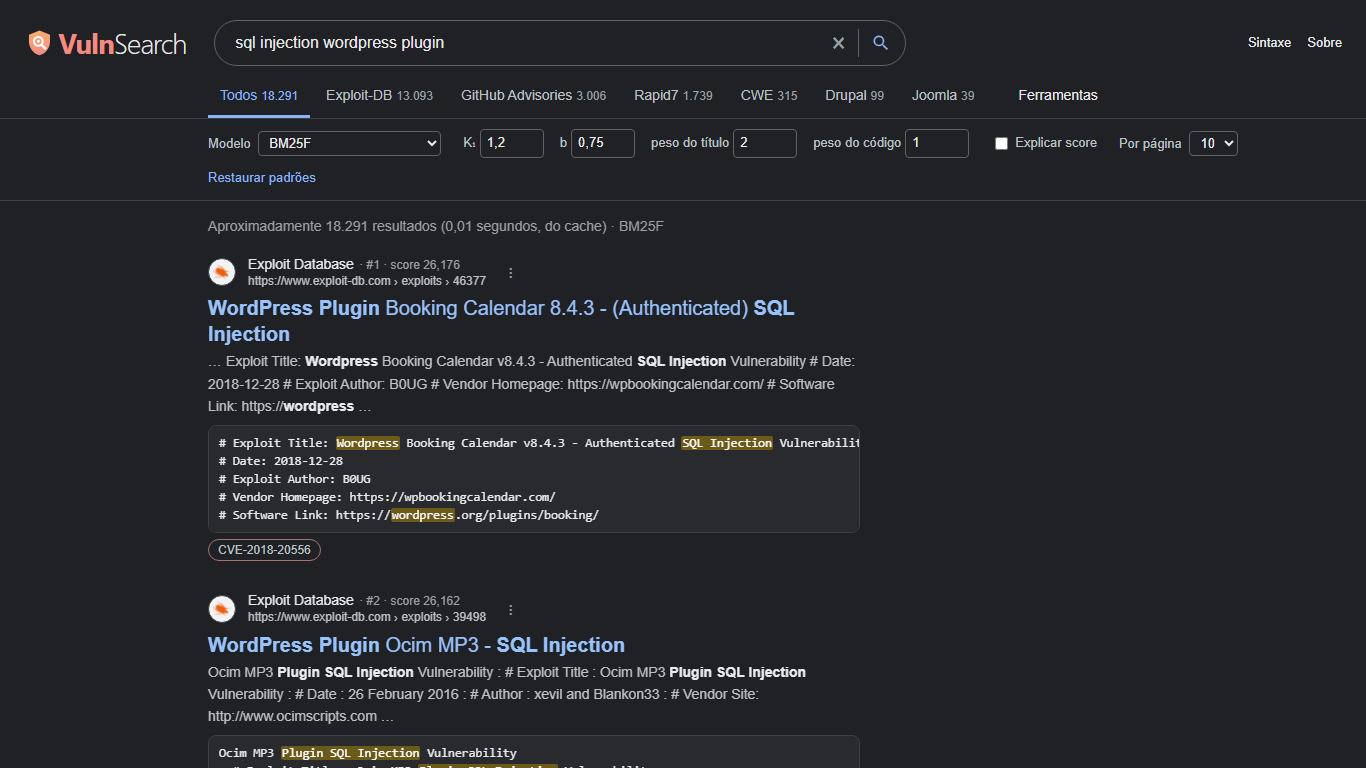 VulnSearch
sql injection wordpress plugin
Sintaxe Sobre
Todos 18.291 Exploit-DB 13.093 GitHub Advisories 3.006 Rapid7 1.739 CWE 315 Drupal 99 Joomla 39 Ferramentas
Modelo BM25F K₁ 1,2 b 0,75 peso do título 2 peso do código 1 Explicar score Por página 10
Restaurar padrões
Aproximadamente 18.291 resultados (0,01 segundos, do cache) · BM25F
Exploit Database · #1 · score 26,176
https://www.exploit-db.com › exploits › 46377
WordPress Plugin Booking Calendar 8.4.3 - (Authenticated) SQL
Injection
… Exploit Title: Wordpress Booking Calendar v8.4.3 - Authenticated SQL Injection Vulnerability # Date:
2018-12-28 # Exploit Author: B0UG # Vendor Homepage: https://wpbookingcalendar.com/ # Software
Link: https://wordpress …
# Exploit Title: Wordpress Booking Calendar v8.4.3 - Authenticated SQL Injection Vulnerabilit
# Date: 2018-12-28
# Exploit Author: B0UG
# Vendor Homepage: https://wpbookingcalendar.com/
# Software Link: https://wordpress.org/plugins/booking/
CVE-2018-20556
Exploit Database · #2 · score 26,162
https://www.exploit-db.com › exploits › 39498
WordPress Plugin Ocim MP3 - SQL Injection
Ocim MP3 Plugin SQL Injection Vulnerability : # Exploit Title : Ocim MP3 Plugin SQL Injection
Vulnerability : # Date : 26 February 2016 : # Author : xevil and Blankon33 : # Vendor Site:
http://www.ocimscripts.com …
Ocim MP3 Plugin SQL Injection Vulnerability